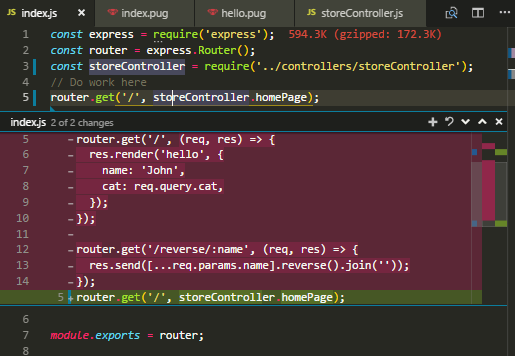 JS index.js index.pug hello.pug storeController.js
1 const express = require('express'); 594.3K (gzipped: 172.3K)
2 const router = express.Router();
3 const storeController = require('../controllers/storeController');
4 // Do work here
5 router.get('/', storeController.homePage);
index.js 2 of 2 changes
5 - router.get('/', (req, res) => {
6 - res.render('hello', {
7 - name: 'John',
8 - cat: req.query.cat,
9 - });
10 - });
11 -
12 - router.get('/reverse/:name', (req, res) => {
13 - res.send([...req.params.name].reverse().join(''));
14 - });
5 + router.get('/', storeController.homePage);
6
7 module.exports = router;
8